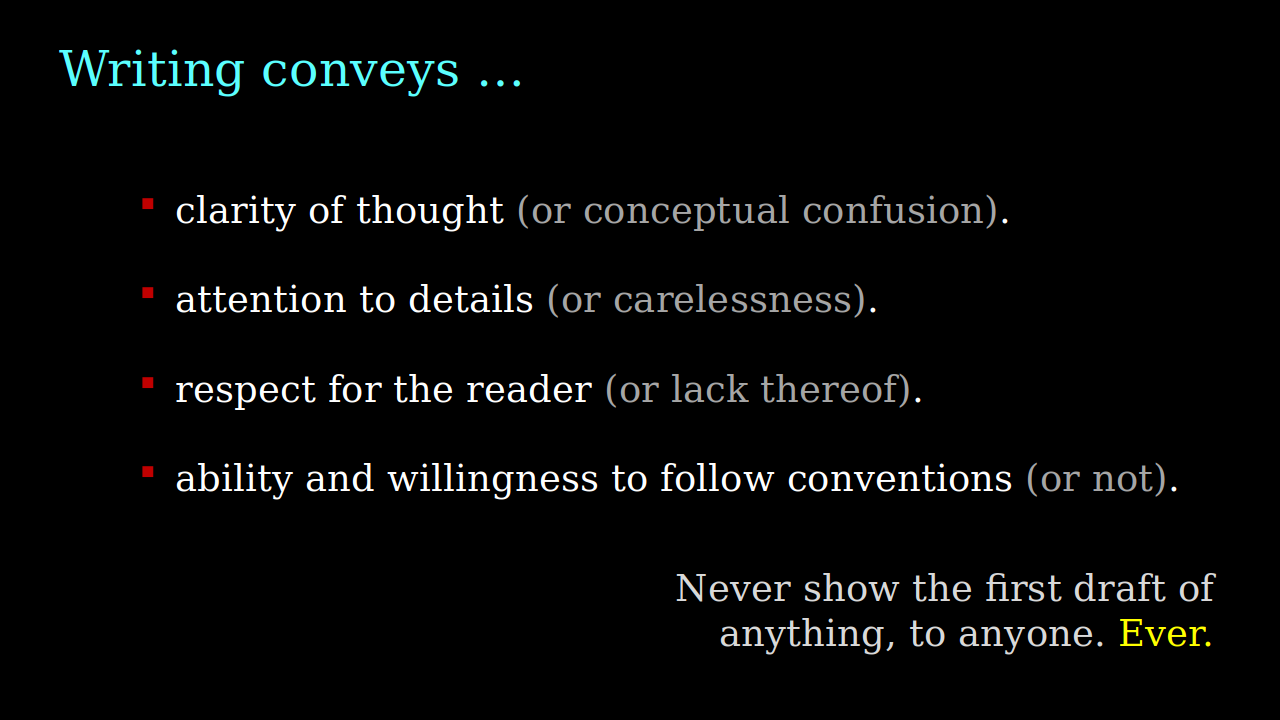 Writing conveys …
▪ clarity of thought (or conceptual confusion).
▪ attention to details (or carelessness).
▪ respect for the reader (or lack thereof).
▪ ability and willingness to follow conventions (or not).
Never show the first draft of
anything, to anyone. Ever.